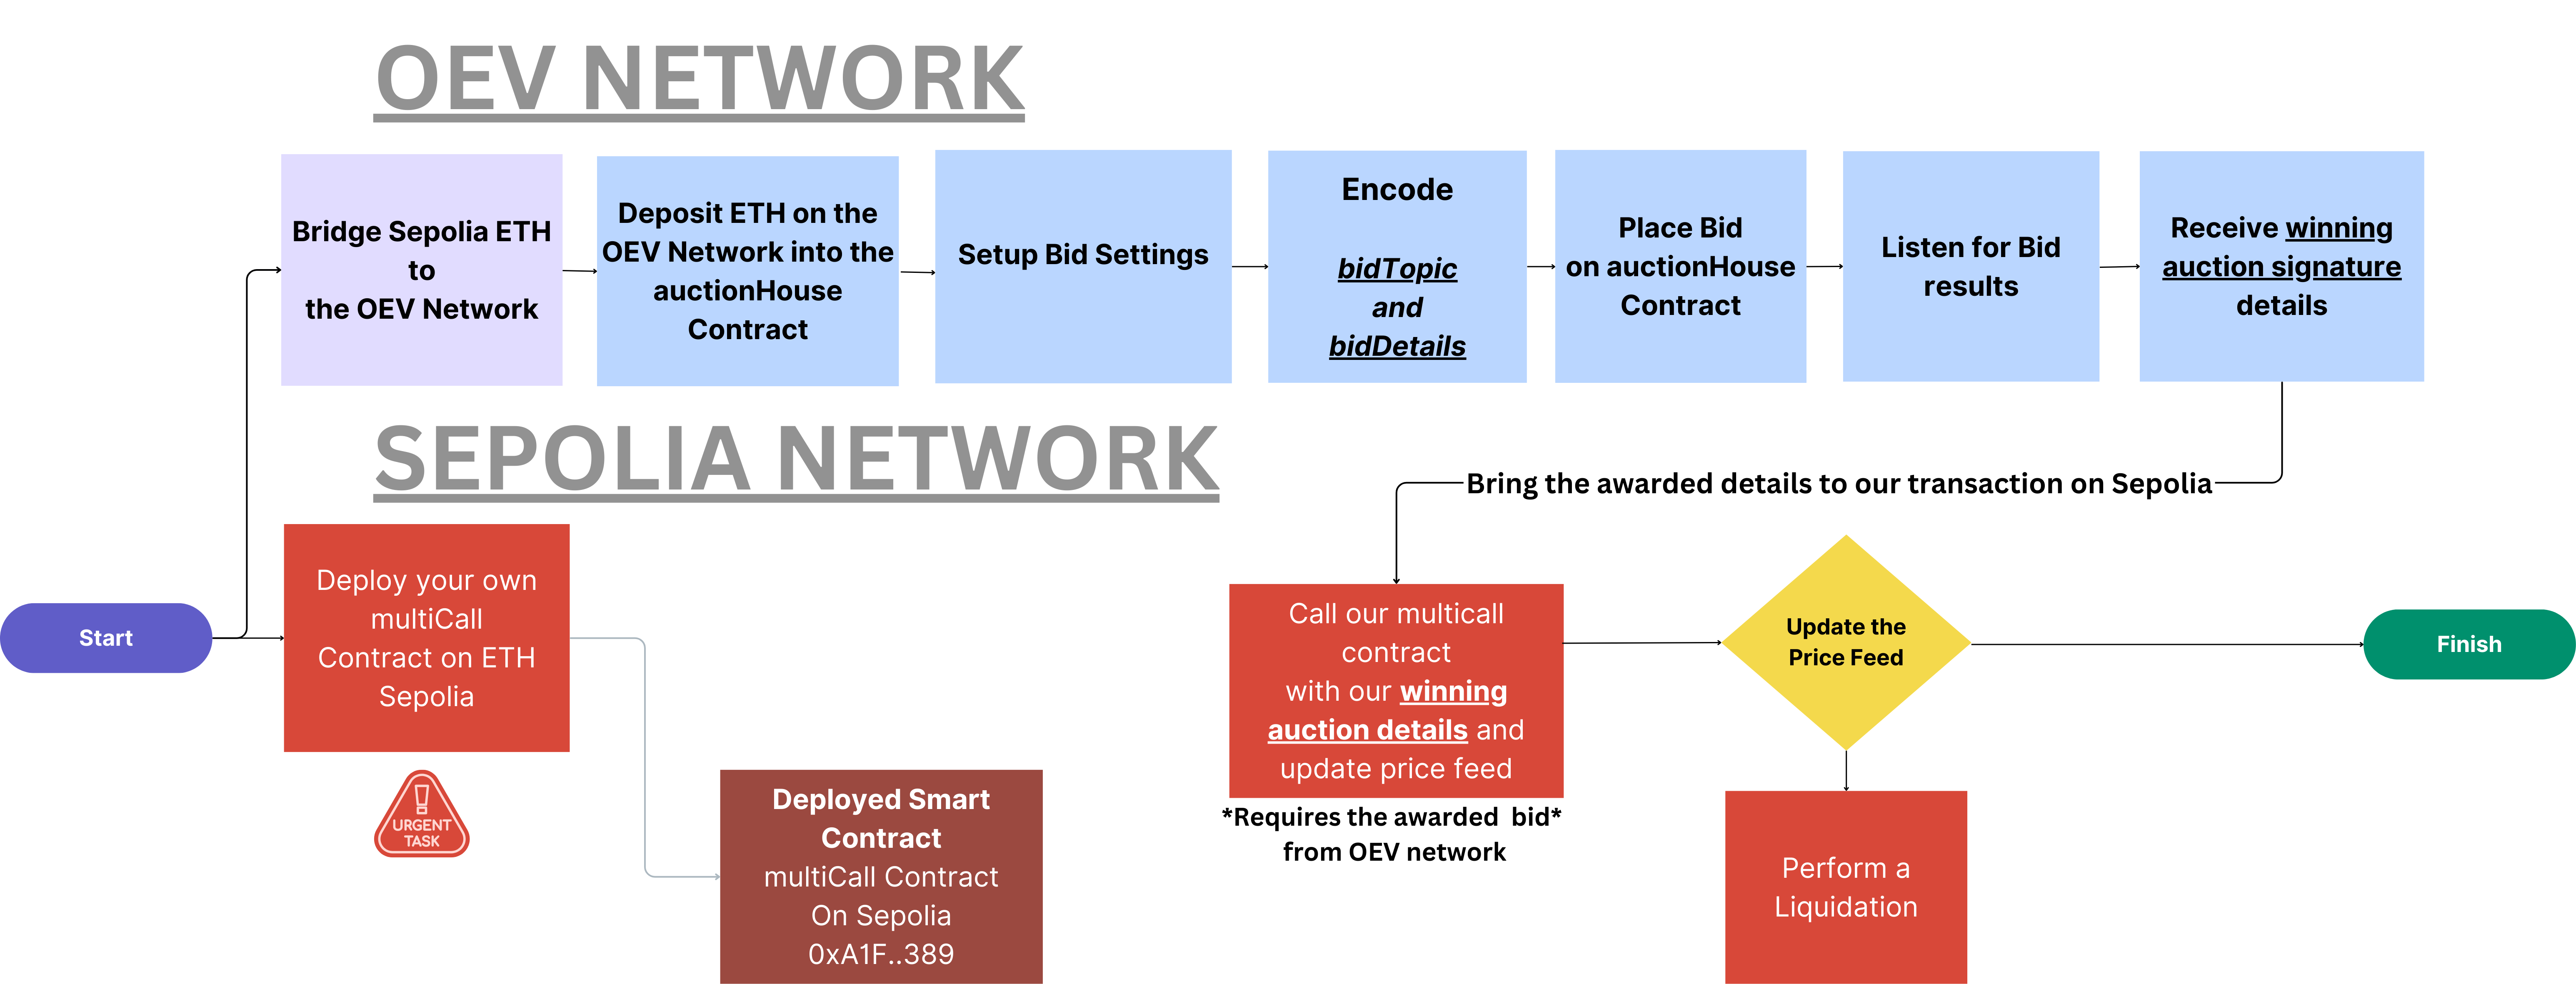 OEV NETWORK
Bridge Sepolia ETH
to
the OEV Network
Deposit ETH on the
OEV Network into the
auctionHouse
Contract
Setup Bid Settings
Encode
bidTopic
and
bidDetails
Place Bid
on auctionHouse
Contract
Listen for Bid
results
Receive winning
auction signature
details
SEPOLIA NETWORK
Bring the awarded details to our transaction on Sepolia
Start
Deploy your own
multiCall
Contract on ETH
Sepolia
URGENT
TASK
Deployed Smart
Contract
multiCall Contract
On Sepolia
0xA1F..389
Call our multicall
contract
with our winning
auction details and
update price feed
*Requires the awarded bid*
from OEV network
Update the
Price Feed
Perform a
Liquidation
Finish